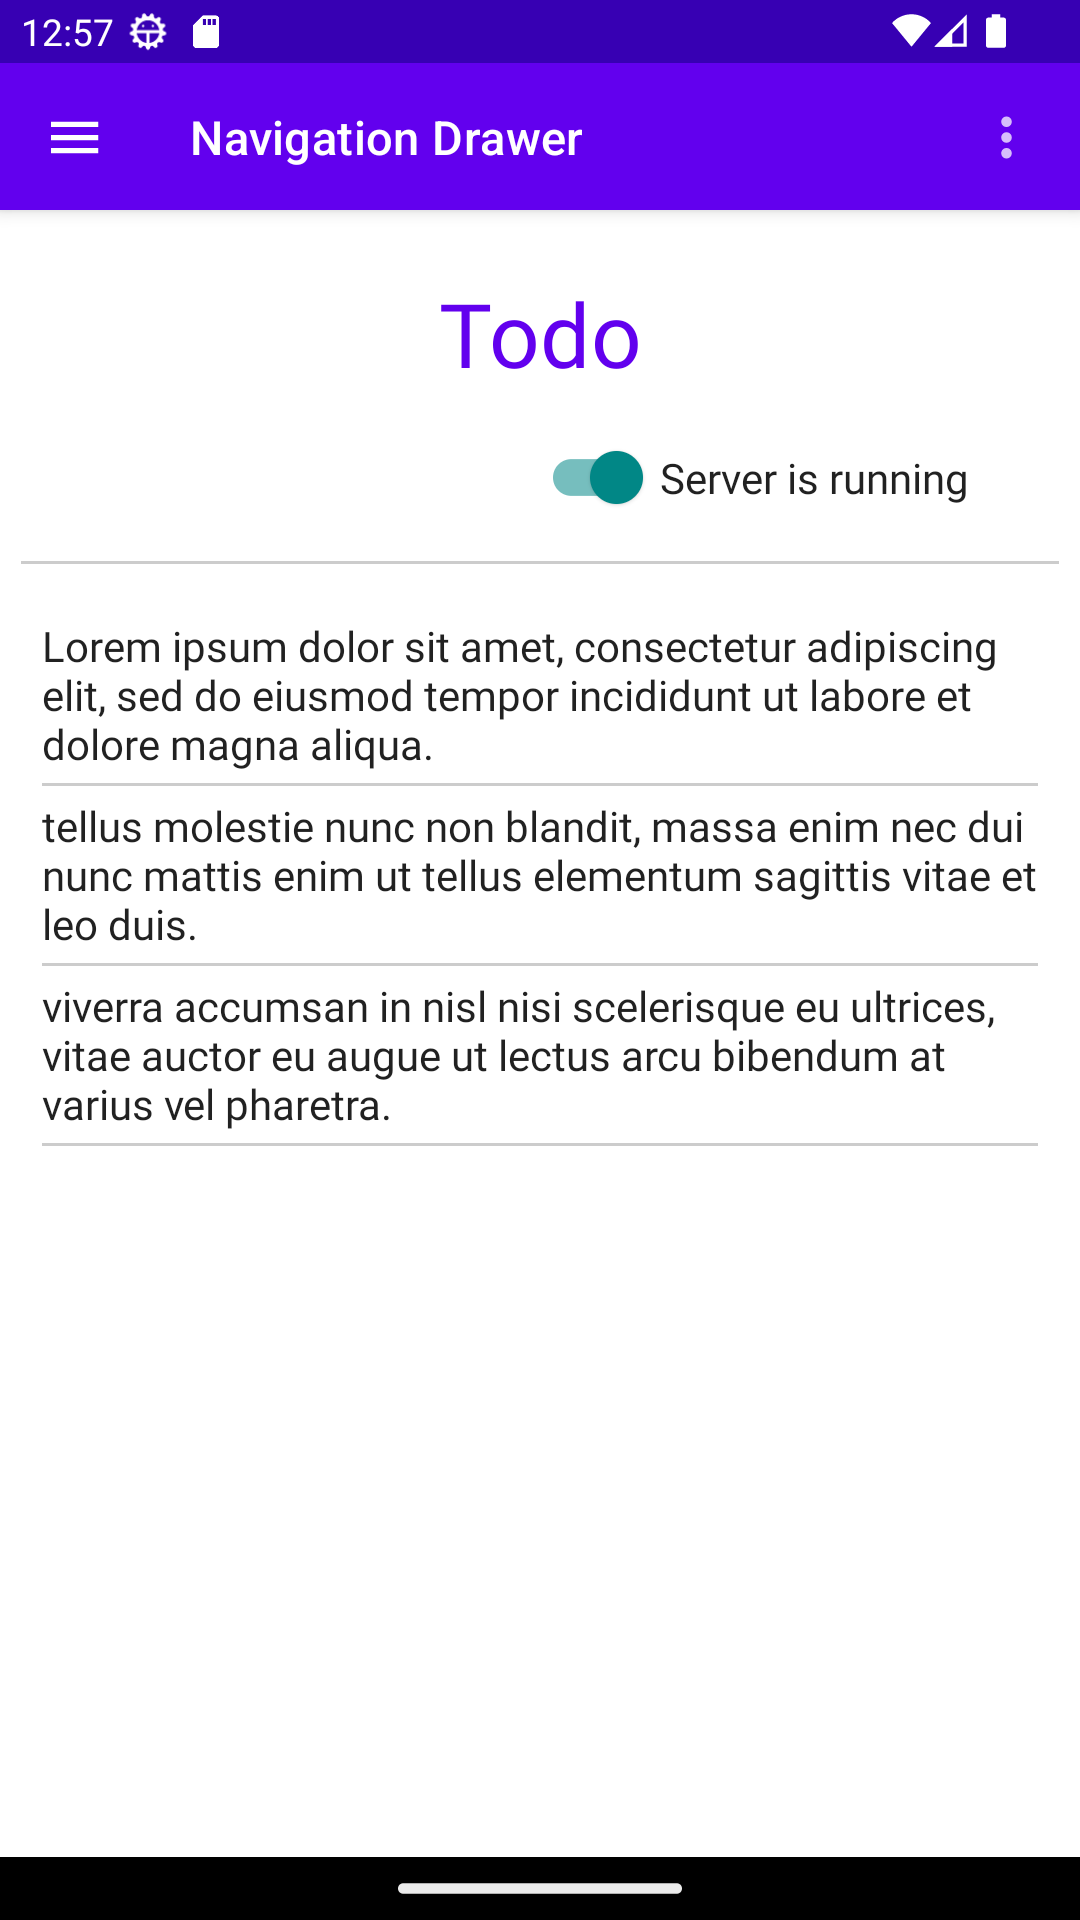 12:57
Navigation Drawer
Todo
Server is running
Lorem ipsum dolor sit amet, consectetur adipiscing
elit, sed do eiusmod tempor incididunt ut labore et
dolore magna aliqua.
tellus molestie nunc non blandit, massa enim nec dui
nunc mattis enim ut tellus elementum sagittis vitae et
leo duis.
viverra accumsan in nisl nisi scelerisque eu ultrices,
vitae auctor eu augue ut lectus arcu bibendum at
varius vel pharetra.